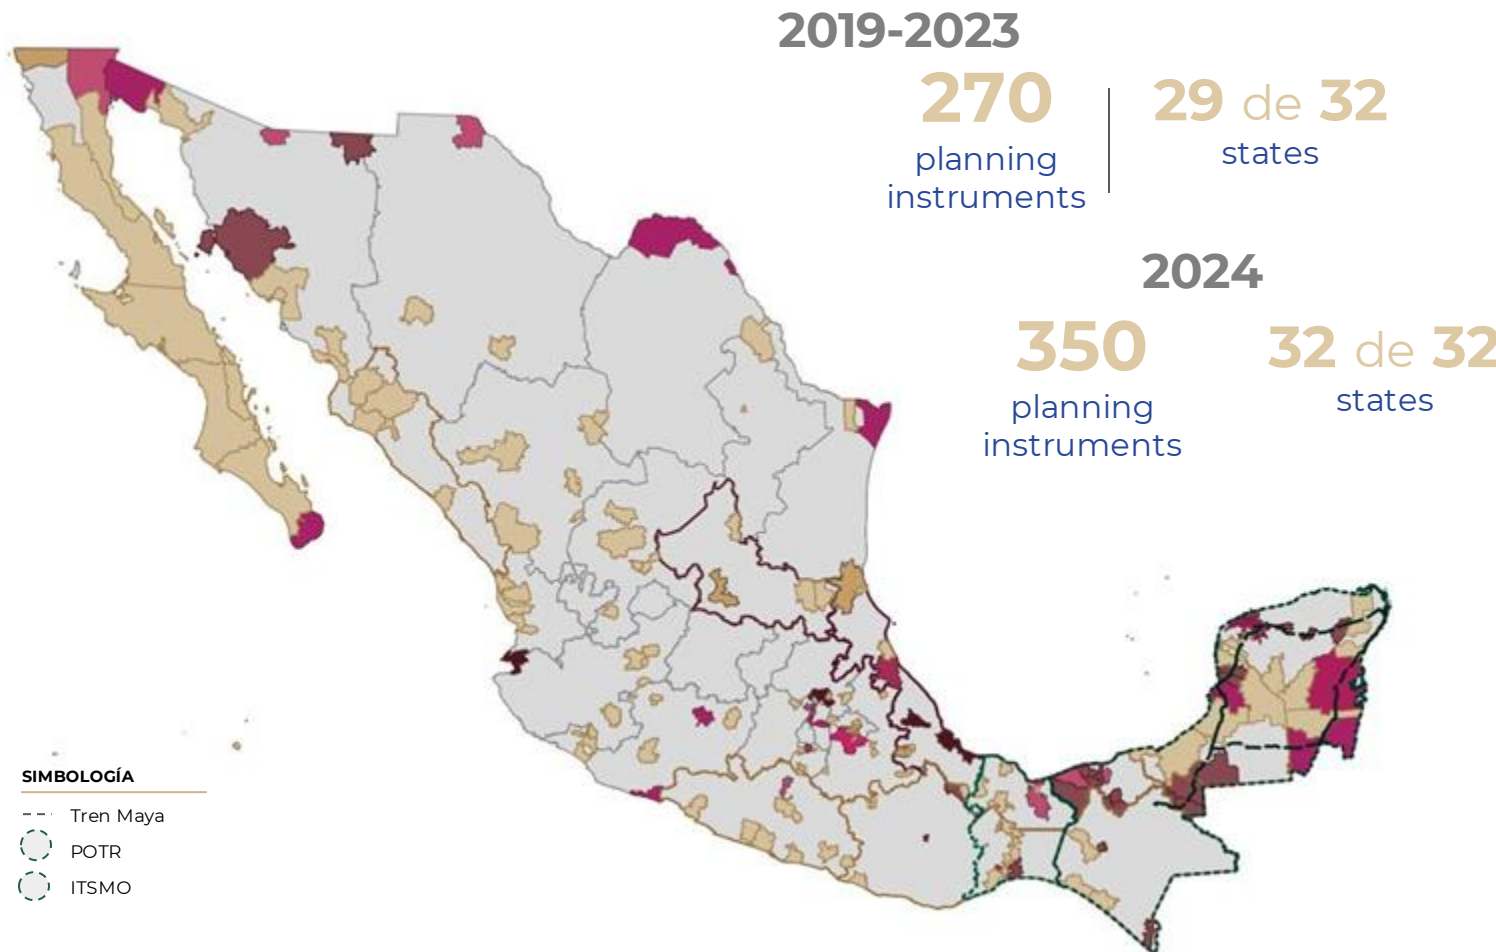 2019-2023
270
planning
instruments
29 de 32
states
2024
350
planning
instruments
32 de 32
states
SIMBOLOGÍA
Tren Maya
POTR
ITSMO